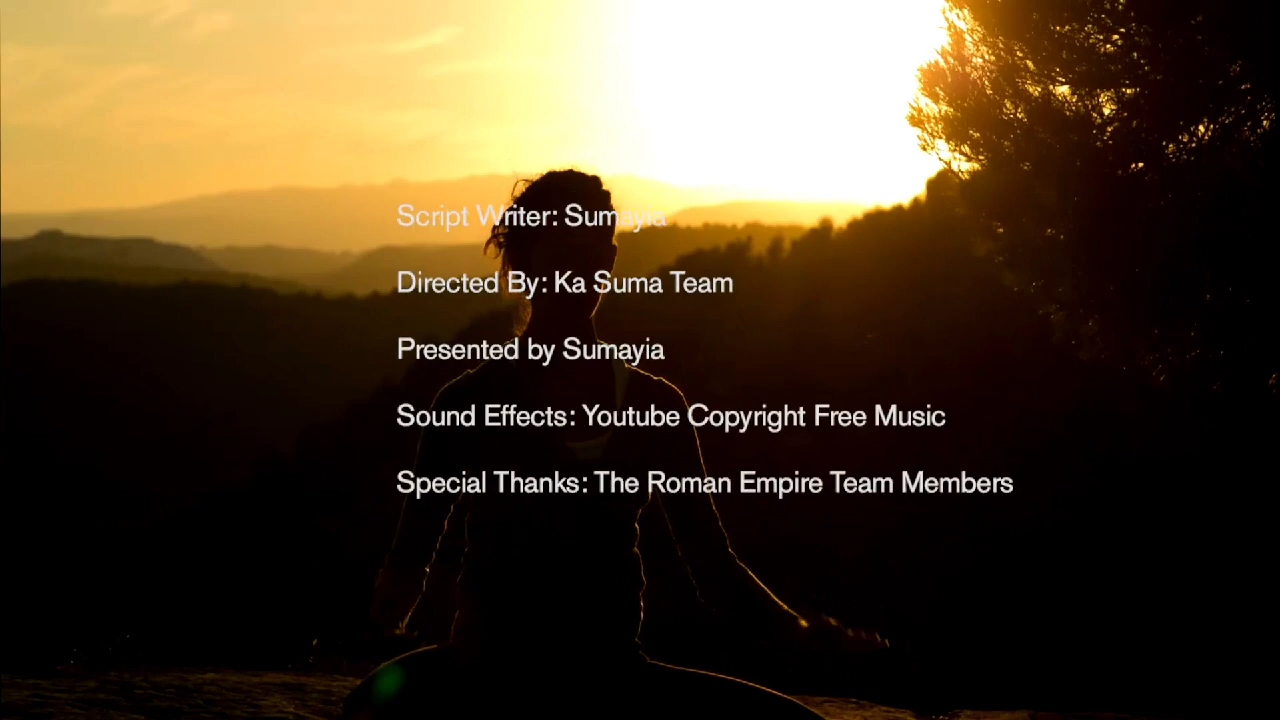 Script Writer: Sumayia
Directed By: Ka Suma Team
Presented by Sumayia
Sound Effects: Youtube Copyright Free Music
Special Thanks: The Roman Empire Team Members